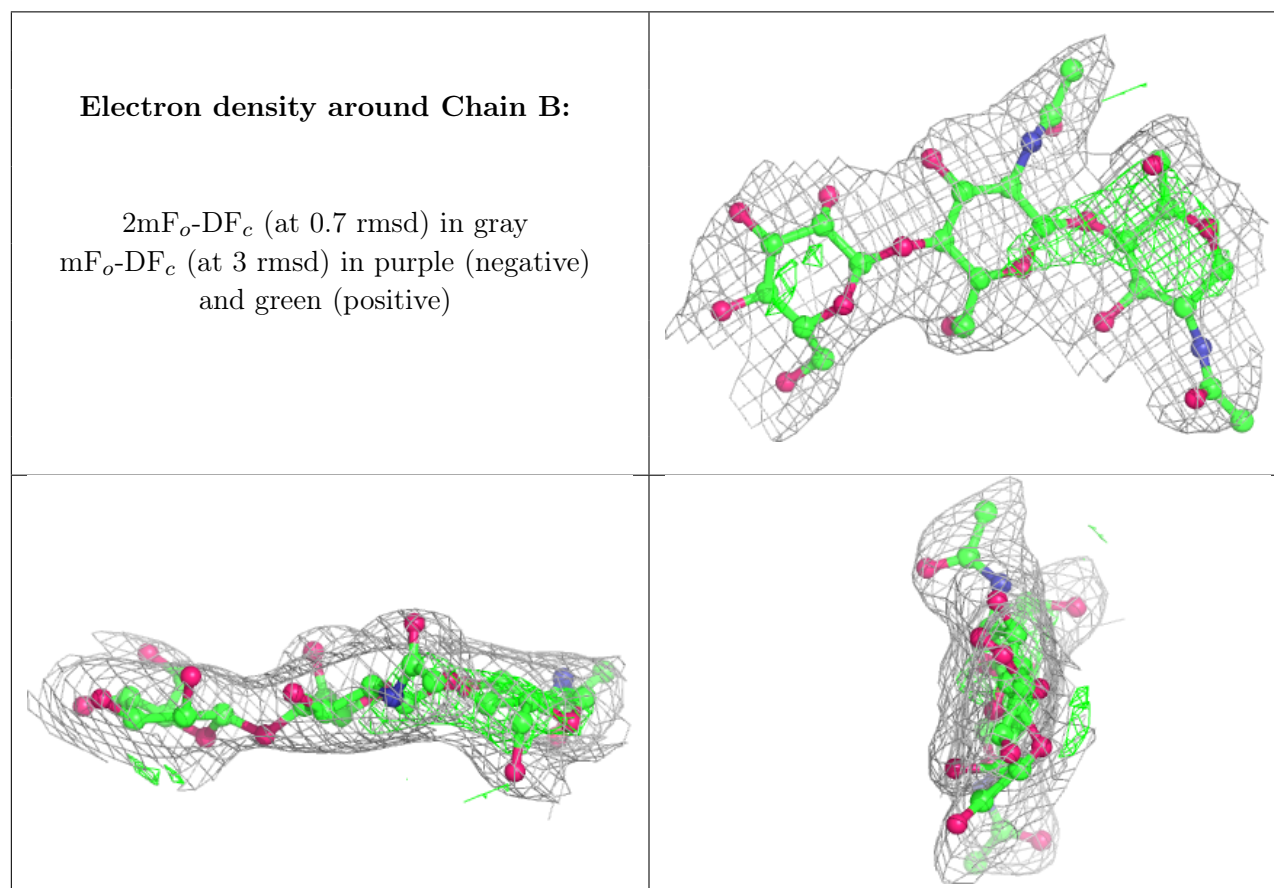 Electron density around Chain B:
2mFₒ-DF𝒸 (at 0.7 rmsd) in gray
mFₒ-DF𝒸 (at 3 rmsd) in purple (negative)
and green (positive)